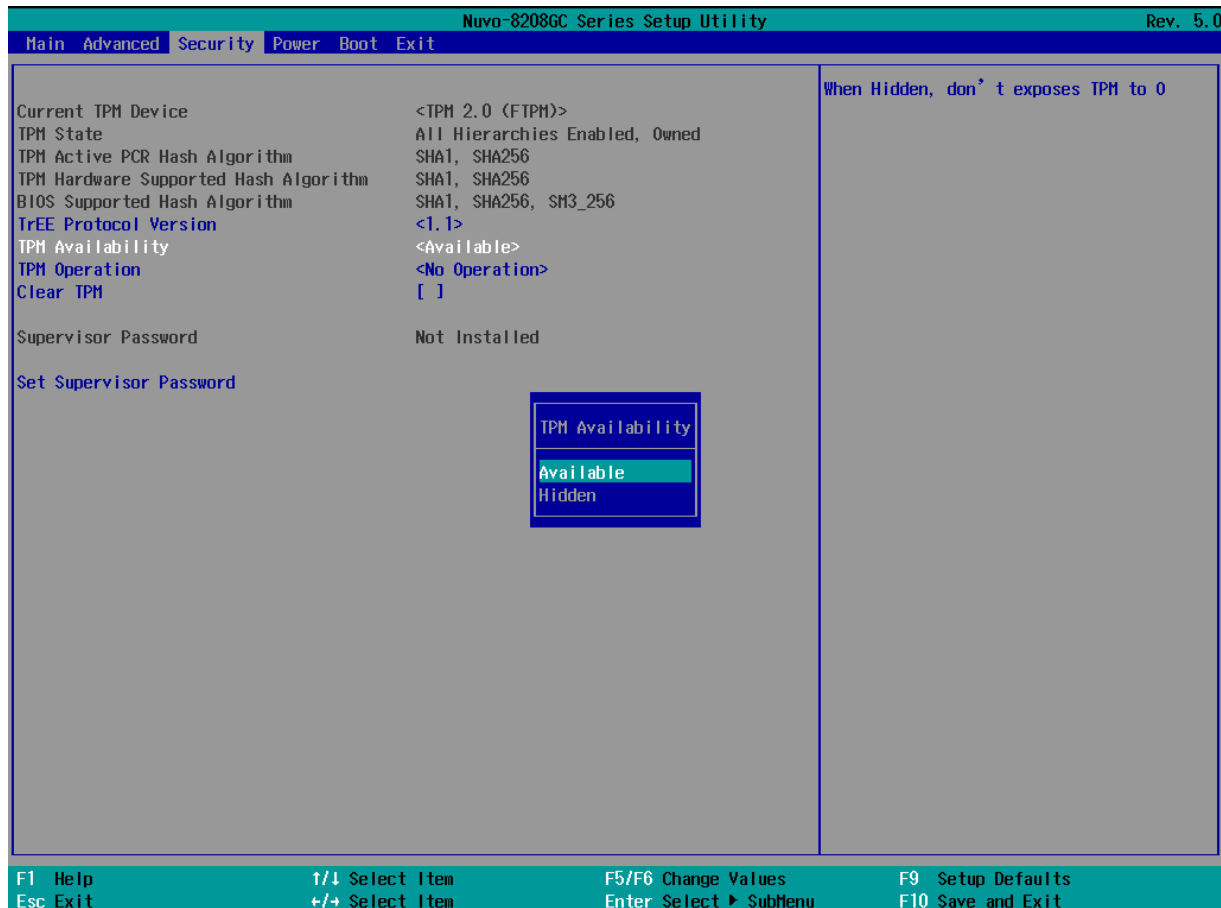 Nuvo-8208GC Series Setup Utility Rev. 5.0
Main Advanced Security Power Boot Exit
When Hidden, don't exposes TPM to 0
Current TPM Device <TPM 2.0 (FTPM)>
TPM State All Hierarchies Enabled, Owned
TPM Active PCR Hash Algorithm SHA1, SHA256
TPM Hardware Supported Hash Algorithm SHA1, SHA256
BIOS Supported Hash Algorithm SHA1, SHA256, SM3_256
TrEE Protocol Version <1.1>
TPM Availability <Available>
TPM Operation <No Operation>
Clear TPM [ ]
Supervisor Password Not Installed
Set Supervisor Password
TPM Availability
Available
Hidden
F1 Help ↑/↓ Select Item F5/F6 Change Values F9 Setup Defaults
Esc Exit ←/→ Select Item Enter Select ▶ SubMenu F10 Save and Exit